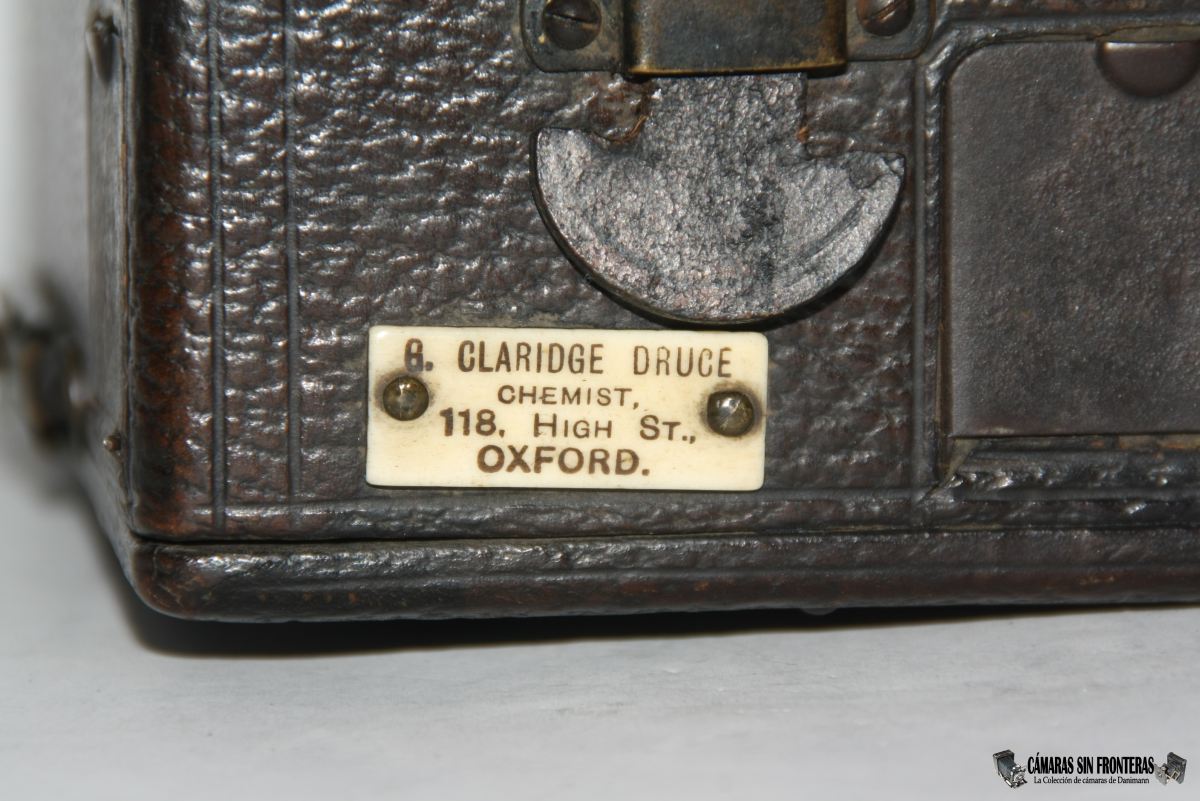 G. CLARIDGE DRUCE
CHEMIST,
118, HIGH ST.,
OXFORD.
CÁMARAS SIN FRONTERAS
La Colección de cámaras de Danimann